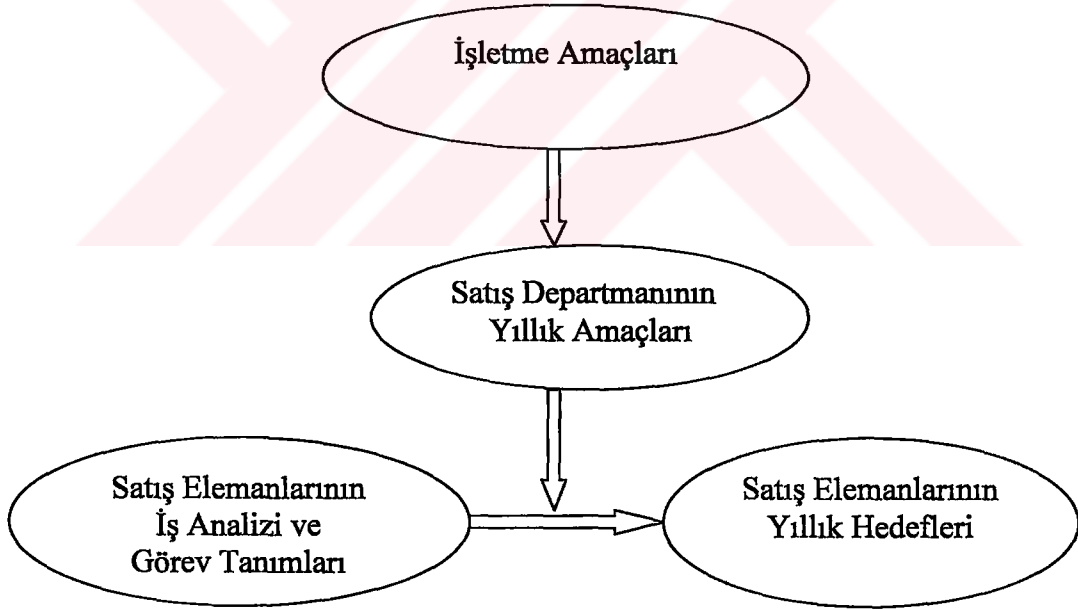 İşletme Amaçları
Satış Departmanının
Yıllık Amaçları
Satış Elemanlarının
İş Analizi ve
Görev Tanımları
Satış Elemanlarının
Yıllık Hedefleri